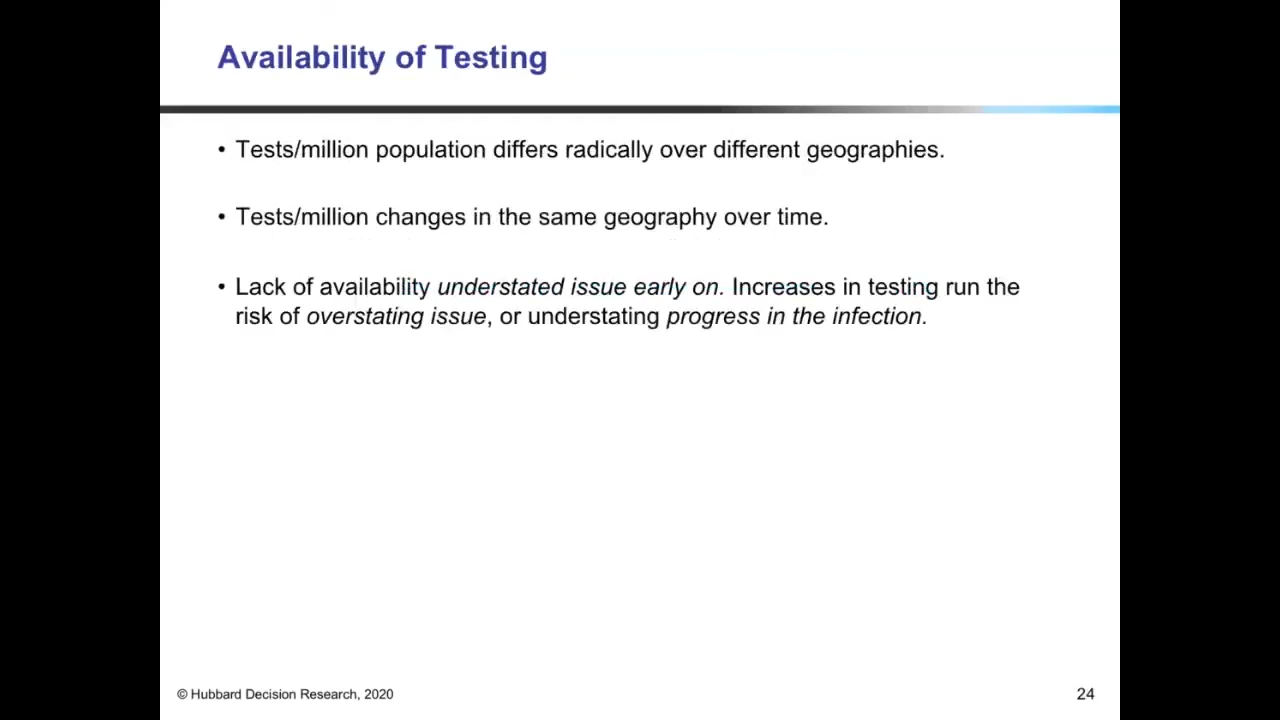 Availability of Testing
• Tests/million population differs radically over different geographies.
• Tests/million changes in the same geography over time.
• Lack of availability understated issue early on. Increases in testing run the
risk of overstating issue, or understating progress in the infection.
© Hubbard Decision Research, 2020
24